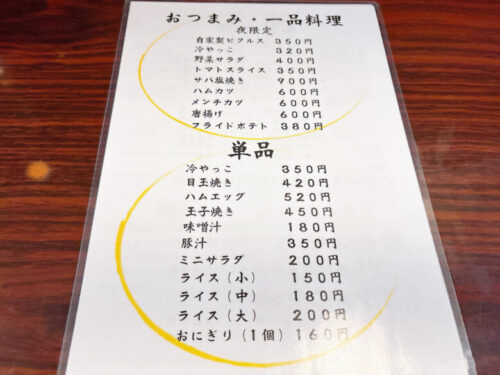 おつまみ・一品料理
夜限定
自家製ピクルス 350円
冷やっこ 320円
野菜サラダ 400円
トマトスライス 350円
サバ塩焼き 900円
ハムカツ 600円
メンチカツ 600円
唐揚げ 600円
フライドポテト 380円
単品
冷やっこ 350円
目玉焼き 420円
ハムエッグ 520円
玉子焼き 450円
味噌汁 180円
豚汁 350円
ミニサラダ 200円
ライス(小) 150円
ライス(中) 180円
ライス(大) 200円
おにぎり(1個) 160円